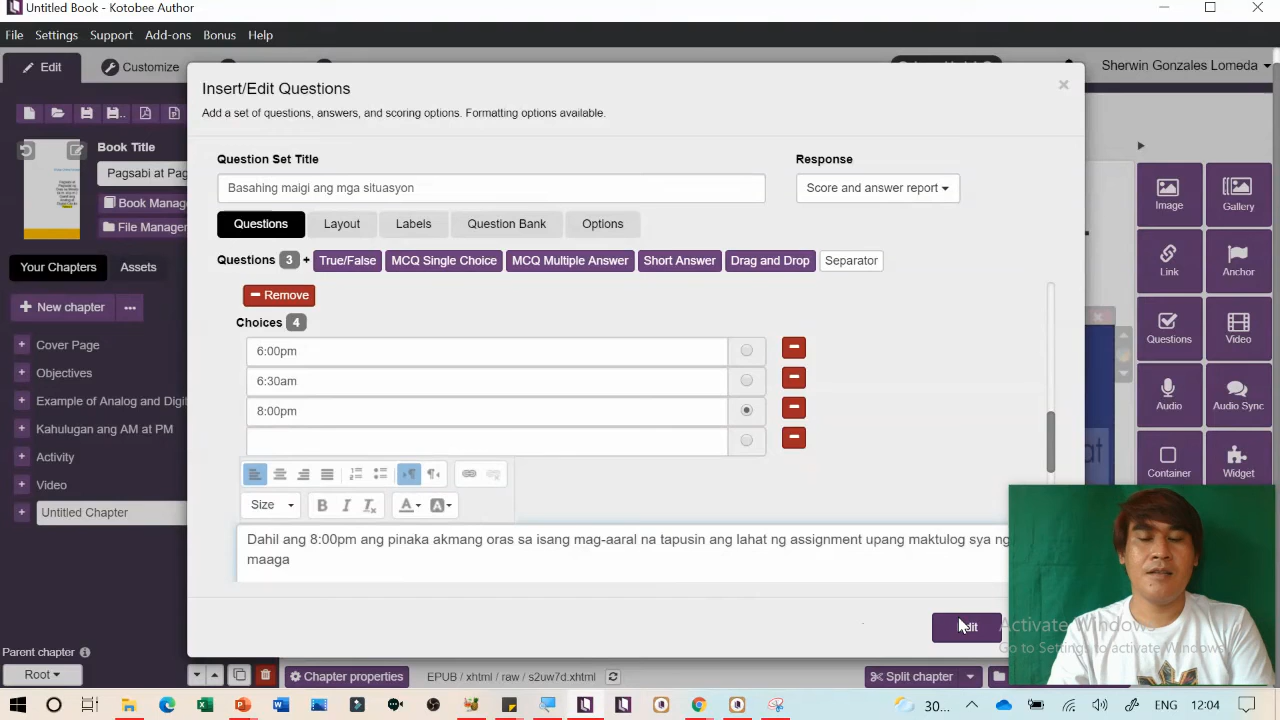 Untitled Book - Kotobee Author
File Settings Support Add-ons Bonus Help
Edit Customize
Sherwin Gonzales Lomeda
Book Title
Pagsabi at Pag
Book Manag
File Manager
Your Chapters Assets
New chapter
Cover Page
Objectives
Example of Analog and Digit
Kahulugan ang AM at PM
Activity
Video
Untitled Chapter
Parent chapter
Root
Insert/Edit Questions
Add a set of questions, answers, and scoring options. Formatting options available.
Question Set Title
Basahing maigi ang mga situasyon
Response
Score and answer report
Questions Layout Labels Question Bank Options
Questions 3 + True/False MCQ Single Choice MCQ Multiple Answer Short Answer Drag and Drop Separator
Remove
Choices 4
6:00pm
6:30am
8:00pm
Size B I Tx A A
Dahil ang 8:00pm ang pinaka akmang oras sa isang mag-aaral na tapusin ang lahat ng assignment upang maktulog sya ng
maaga
Edit
Image Gallery
Link Anchor
Questions Video
Audio Audio Sync
Container Widget
at
Activate Windows
Go to Settings to activate Windows.
Chapter properties EPUB / xhtml / raw / s2uw7d.xhtml Split chapter
30... ENG 12:04